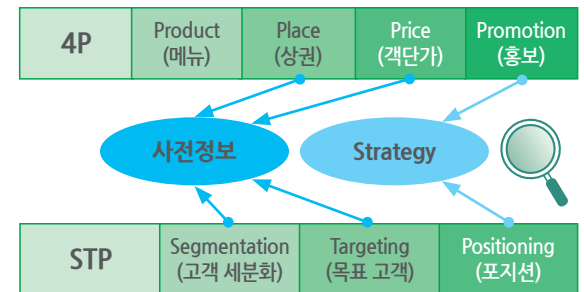 4P
Product
(메뉴)
Place
(상권)
Price
(객단가)
Promotion
(홍보)
사전정보
Strategy
STP
Segmentation
(고객 세분화)
Targeting
(목표 고객)
Positioning
(포지션)